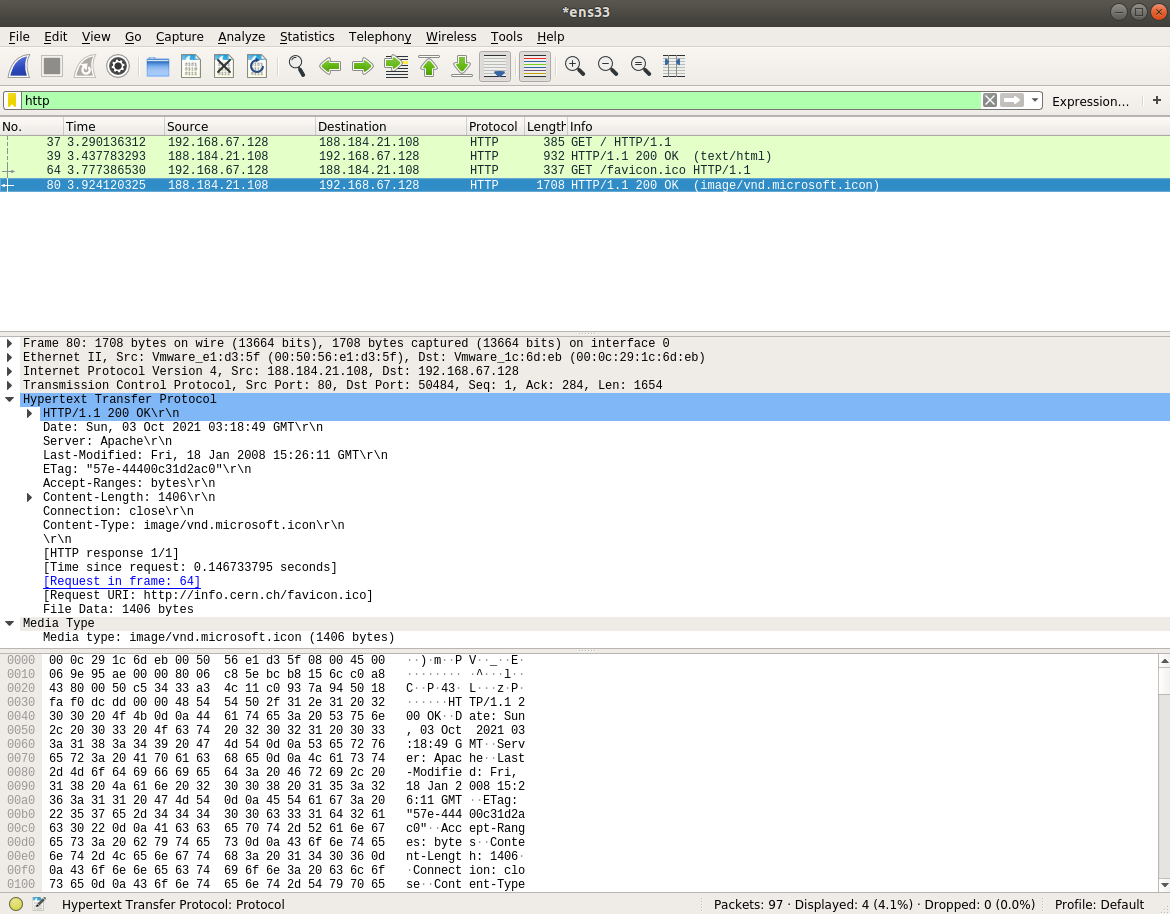 *ens33
File Edit View Go Capture Analyze Statistics Telephony Wireless Tools Help
http Expression… +
No. Time Source Destination Protocol Length Info
37 3.290136312 192.168.67.128 188.184.21.108 HTTP 385 GET / HTTP/1.1
39 3.437783293 188.184.21.108 192.168.67.128 HTTP 932 HTTP/1.1 200 OK (text/html)
64 3.777386530 192.168.67.128 188.184.21.108 HTTP 337 GET /favicon.ico HTTP/1.1
80 3.924120325 188.184.21.108 192.168.67.128 HTTP 1708 HTTP/1.1 200 OK (image/vnd.microsoft.icon)
Frame 80: 1708 bytes on wire (13664 bits), 1708 bytes captured (13664 bits) on interface 0
Ethernet II, Src: Vmware_e1:d3:5f (00:50:56:e1:d3:5f), Dst: Vmware_1c:6d:eb (00:0c:29:1c:6d:eb)
Internet Protocol Version 4, Src: 188.184.21.108, Dst: 192.168.67.128
Transmission Control Protocol, Src Port: 80, Dst Port: 50484, Seq: 1, Ack: 284, Len: 1654
Hypertext Transfer Protocol
HTTP/1.1 200 OK\r\n
Date: Sun, 03 Oct 2021 03:18:49 GMT\r\n
Server: Apache\r\n
Last-Modified: Fri, 18 Jan 2008 15:26:11 GMT\r\n
ETag: "57e-44400c31d2ac0"\r\n
Accept-Ranges: bytes\r\n
Content-Length: 1406\r\n
Connection: close\r\n
Content-Type: image/vnd.microsoft.icon\r\n
\r\n
[HTTP response 1/1]
[Time since request: 0.146733795 seconds]
[Request in frame: 64]
[Request URI: http://info.cern.ch/favicon.ico]
File Data: 1406 bytes
Media Type
Media type: image/vnd.microsoft.icon (1406 bytes)
0000 00 0c 29 1c 6d eb 00 50 56 e1 d3 5f 08 00 45 00 ··)·m··P V··_··E·
0010 06 9e 95 ae 00 00 80 06 c8 5e bc b8 15 6c c0 a8 ········ ·^···l··
0020 43 80 00 50 c5 34 33 a3 4c 11 c0 93 7a 94 50 18 C··P·43· L···z·P·
0030 fa f0 dc dd 00 00 48 54 54 50 2f 31 2e 31 20 32 ······HT TP/1.1 2
0040 30 30 20 4f 4b 0d 0a 44 61 74 65 3a 20 53 75 6e 00 OK··D ate: Sun
0050 2c 20 30 33 20 4f 63 74 20 32 30 32 31 20 30 33 , 03 Oct 2021 03
0060 3a 31 38 3a 34 39 20 47 4d 54 0d 0a 53 65 72 76 :18:49 G MT··Serv
0070 65 72 3a 20 41 70 61 63 68 65 0d 0a 4c 61 73 74 er: Apac he··Last
0080 2d 4d 6f 64 69 66 69 65 64 3a 20 46 72 69 2c 20 -Modifie d: Fri,
0090 31 38 20 4a 61 6e 20 32 30 30 38 20 31 35 3a 32 18 Jan 2 008 15:2
00a0 36 3a 31 31 20 47 4d 54 0d 0a 45 54 61 67 3a 20 6:11 GMT ··ETag:
00b0 22 35 37 65 2d 34 34 34 30 30 63 33 31 64 32 61 "57e-444 00c31d2a
00c0 63 30 22 0d 0a 41 63 63 65 70 74 2d 52 61 6e 67 c0"··Acc ept-Rang
00d0 65 73 3a 20 62 79 74 65 73 0d 0a 43 6f 6e 74 65 es: byte s··Conte
00e0 6e 74 2d 4c 65 6e 67 74 68 3a 20 31 34 30 36 0d nt-Lengt h: 1406·
00f0 0a 43 6f 6e 6e 65 63 74 69 6f 6e 3a 20 63 6c 6f ·Connect ion: clo
0100 73 65 0d 0a 43 6f 6e 74 65 6e 74 2d 54 79 70 65 se··Cont ent-Type
Hypertext Transfer Protocol: Protocol Packets: 97 · Displayed: 4 (4.1%) · Dropped: 0 (0.0%) Profile: Default